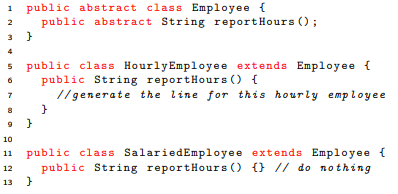 1 public abstract class Employee {
2   public abstract String reportHours();
3 }
4
5 public class HourlyEmployee extends Employee {
6   public String reportHours() {
7     //generate the line for this hourly employee
8   }
9 }
10
11 public class SalariedEmployee extends Employee {
12   public String reportHours() {} // do nothing
13 }